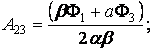 A₂₃ = (βΦ₁ + aΦ₃) / 2αβ;